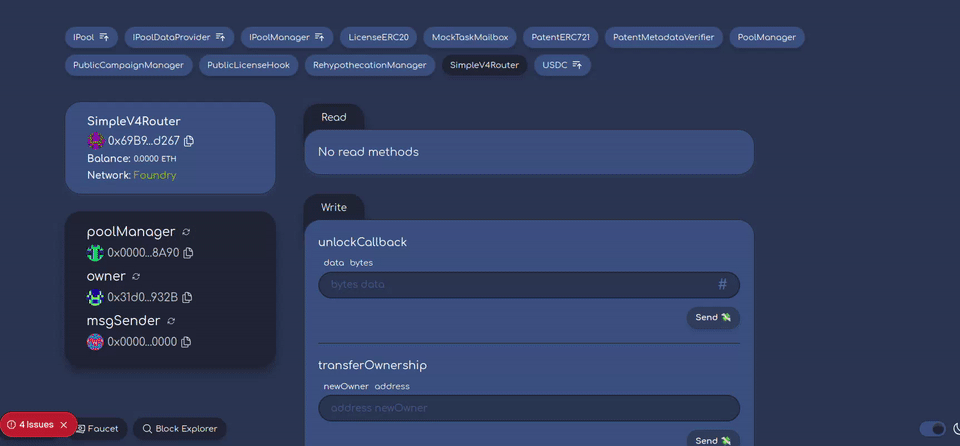 IPool IPoolDataProvider IPoolManager LicenseERC20 MockTaskMailbox PatentERC721 PatentMetadataVerifier PoolManager
PublicCampaignManager PublicLicenseHook RehypothecationManager SimpleV4Router USDC
SimpleV4Router
0x69B9...d267
Balance: 0.0000 ETH
Network: Foundry
poolManager
0x0000...8A90
owner
0x31d0...932B
msgSender
0x0000...0000
Read
No read methods
Write
unlockCallback
data bytes
bytes data #
Send 💸
transferOwnership
newOwner address
address newOwner
Send 💸
4 Issues
Faucet
Block Explorer